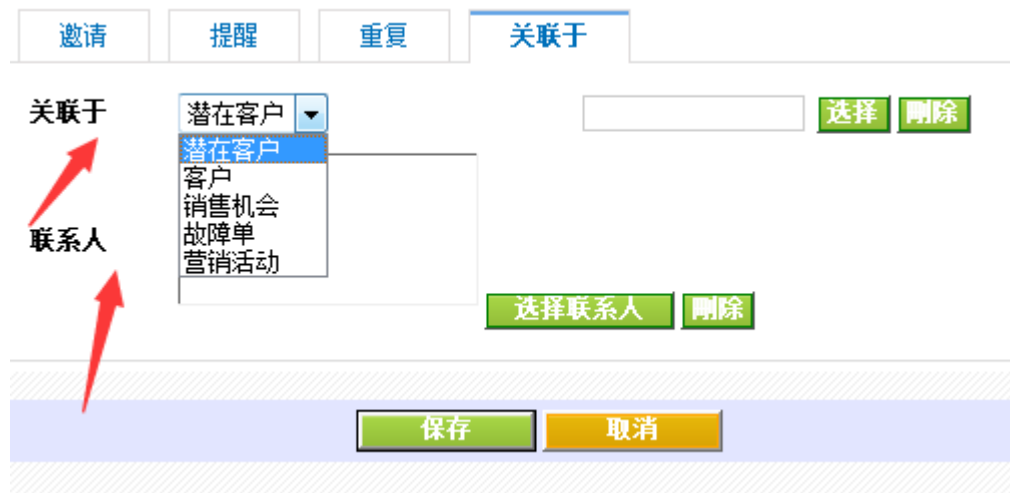 邀请 提醒 重复 关联于
关联于 潜在客户 选择 刪除
潜在客户
客户
销售机会
故障单
营销活动
联系人
选择联系人 刪除
保存 取消